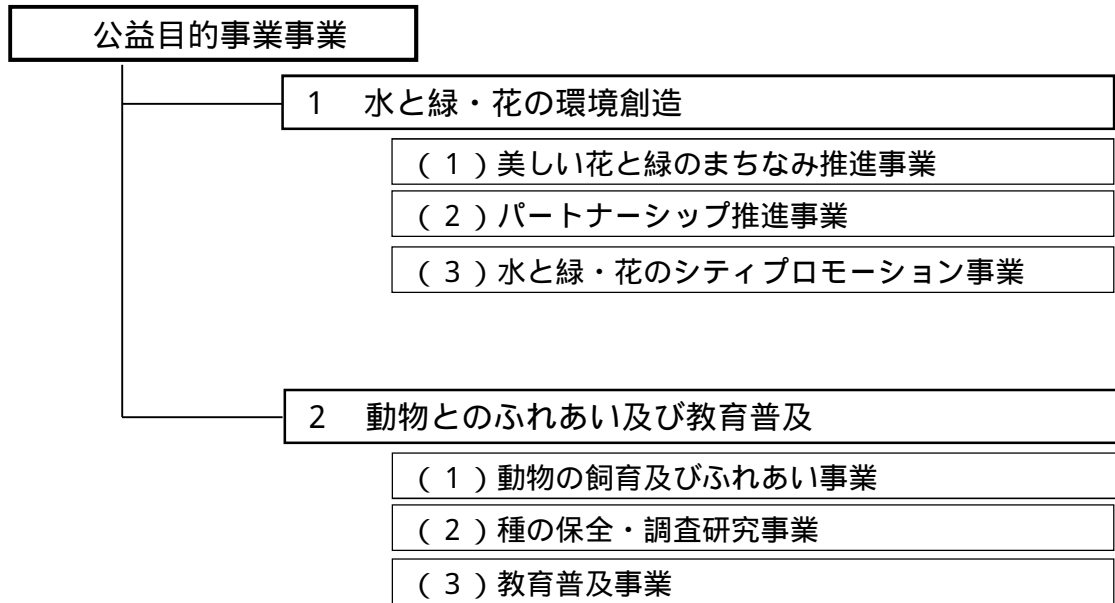 公益目的事業事業
1 水と緑・花の環境創造
(1)美しい花と緑のまちなみ推進事業
(2)パートナーシップ推進事業
(3)水と緑・花のシティプロモーション事業
2 動物とのふれあい及び教育普及
(1)動物の飼育及びふれあい事業
(2)種の保全・調査研究事業
(3)教育普及事業